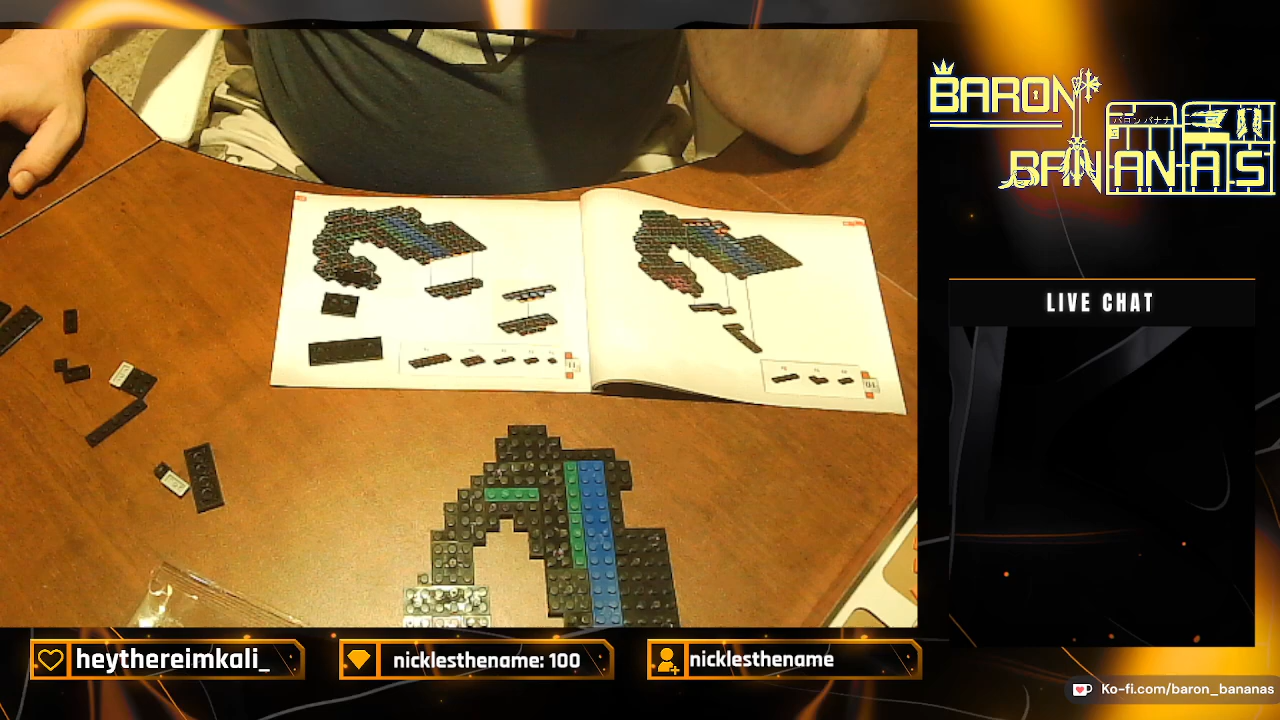 BARON
バロンバナナ
BANANAS
LIVE CHAT
heythereimkali_
nicklesthename: 100
nicklesthename
Ko-fi.com/baron_bananas